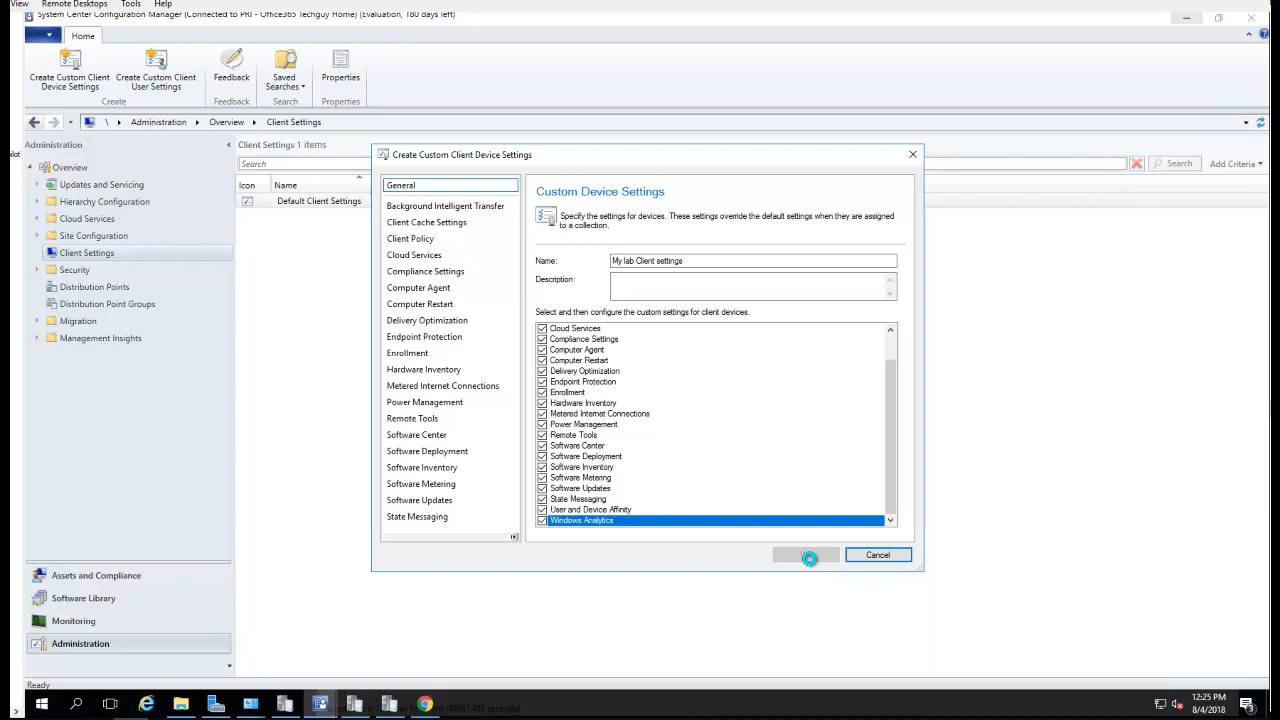 View Remote Desktops Tools Help
System Center Configuration Manager (Connected to PRI - Office365 Techguy Home) (Evaluation, 180 days left)
Home
Create Custom Client
Device Settings
Create Custom Client
User Settings
Feedback
Saved
Searches
Properties
Create
Feedback
Search
Properties
\ Administration Overview Client Settings
Administration
Overview
Updates and Servicing
Hierarchy Configuration
Cloud Services
Site Configuration
Client Settings
Security
Distribution Points
Distribution Point Groups
Migration
Management Insights
Assets and Compliance
Software Library
Monitoring
Administration
Client Settings 1 items
Search
Search
Add Criteria
Icon Name
Default Client Settings
Create Custom Client Device Settings
General
Background Intelligent Transfer
Client Cache Settings
Client Policy
Cloud Services
Compliance Settings
Computer Agent
Computer Restart
Delivery Optimization
Endpoint Protection
Enrollment
Hardware Inventory
Metered Internet Connections
Power Management
Remote Tools
Software Center
Software Deployment
Software Inventory
Software Metering
Software Updates
State Messaging
Custom Device Settings
Specify the settings for devices. These settings override the default settings when they are assigned
to a collection.
Name: My lab Client settings
Description:
Select and then configure the custom settings for client devices.
Cloud Services
Compliance Settings
Computer Agent
Computer Restart
Delivery Optimization
Endpoint Protection
Enrollment
Hardware Inventory
Metered Internet Connections
Power Management
Remote Tools
Software Center
Software Deployment
Software Inventory
Software Metering
Software Updates
State Messaging
User and Device Affinity
Windows Analytics
Cancel
Ready
12:25 PM
8/4/2018